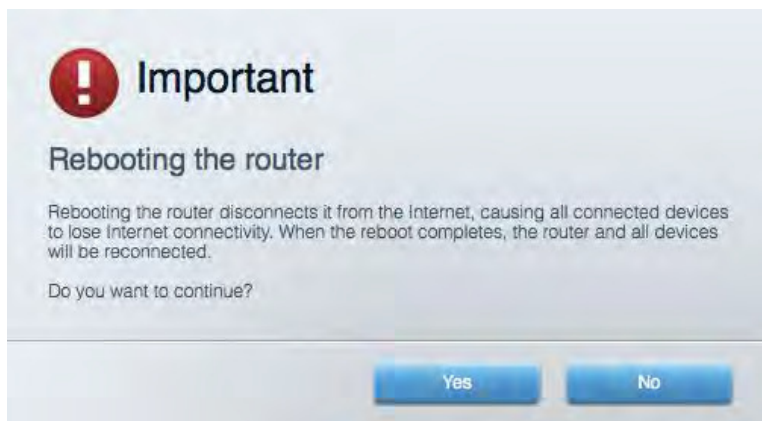 Important
Rebooting the router
Rebooting the router disconnects it from the Internet, causing all connected devices
to lose Internet connectivity. When the reboot completes, the router and all devices
will be reconnected.
Do you want to continue?
Yes
No